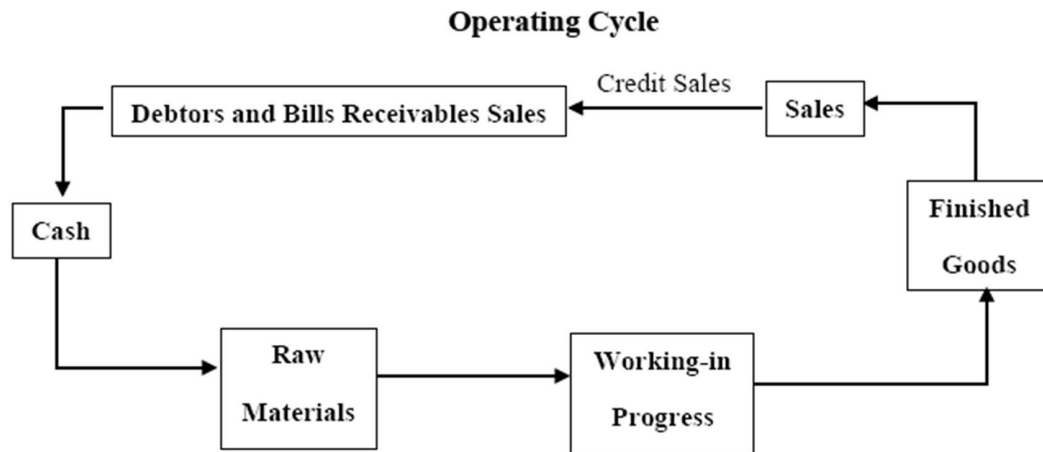 Operating Cycle
Credit Sales
Debtors and Bills Receivables Sales
Sales
Cash
Finished
Goods
Raw
Materials
Working-in
Progress